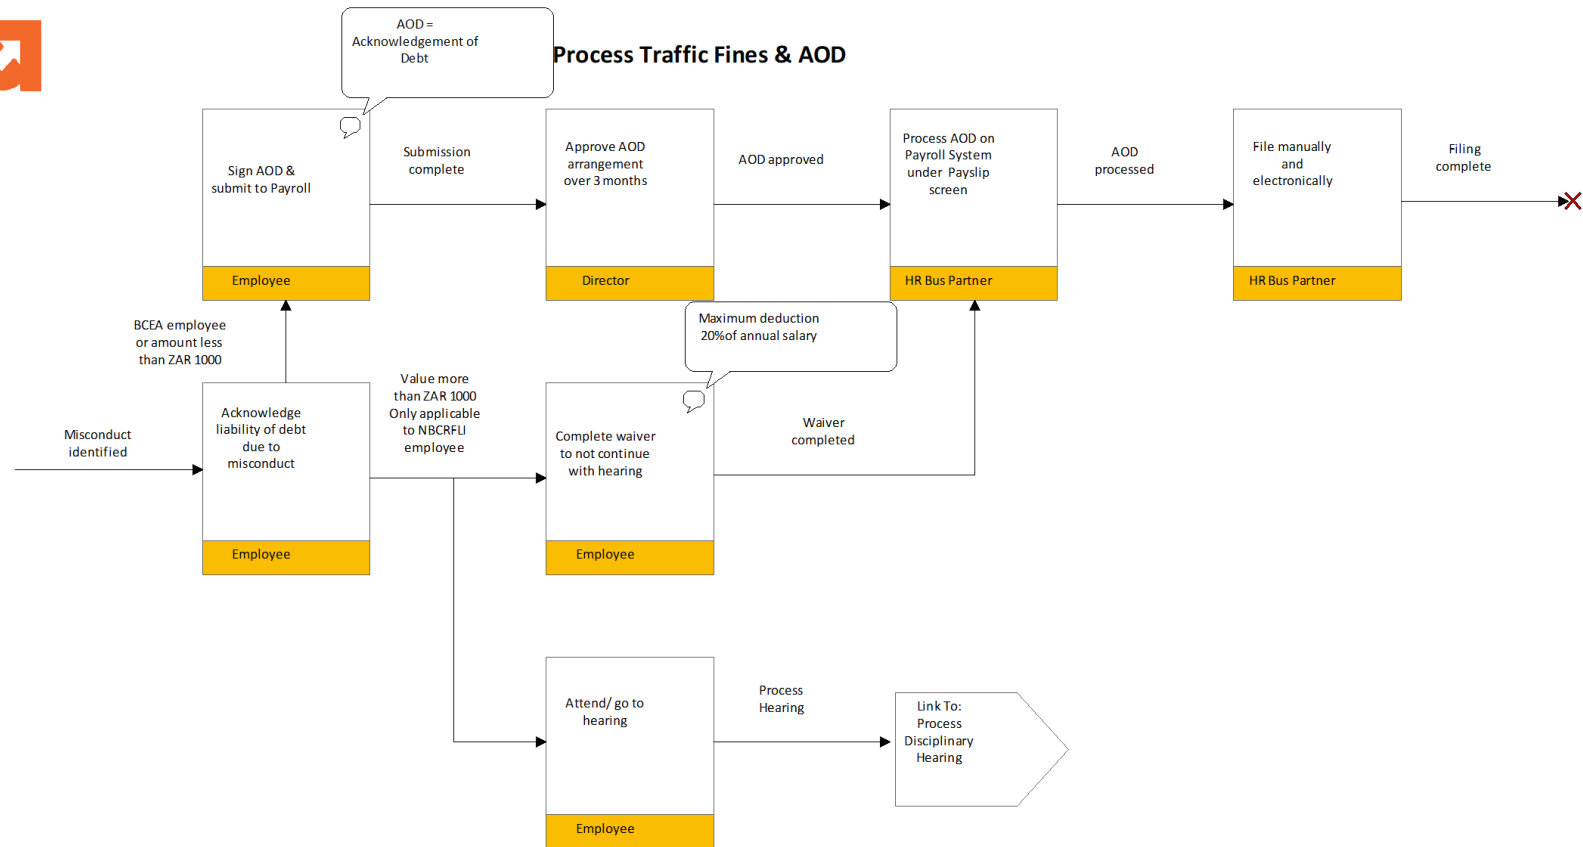 AOD =
Acknowledgement of
Debt
Process Traffic Fines & AOD
Sign AOD &
submit to Payroll
Employee
Submission
complete
Approve AOD
arrangement
over 3 months
Director
AOD approved
Process AOD on
Payroll System
under Payslip
screen
HR Bus Partner
AOD
processed
File manually
and
electronically
HR Bus Partner
Filing
complete
BCEA employee
or amount less
than ZAR 1000
Maximum deduction
20%of annual salary
Misconduct
identified
Acknowledge
liability of debt
due to
misconduct
Employee
Value more
than ZAR 1000
Only applicable
to NBCRFLI
employee
Complete waiver
to not continue
with hearing
Employee
Waiver
completed
Attend/ go to
hearing
Employee
Process
Hearing
Link To:
Process
Disciplinary
Hearing